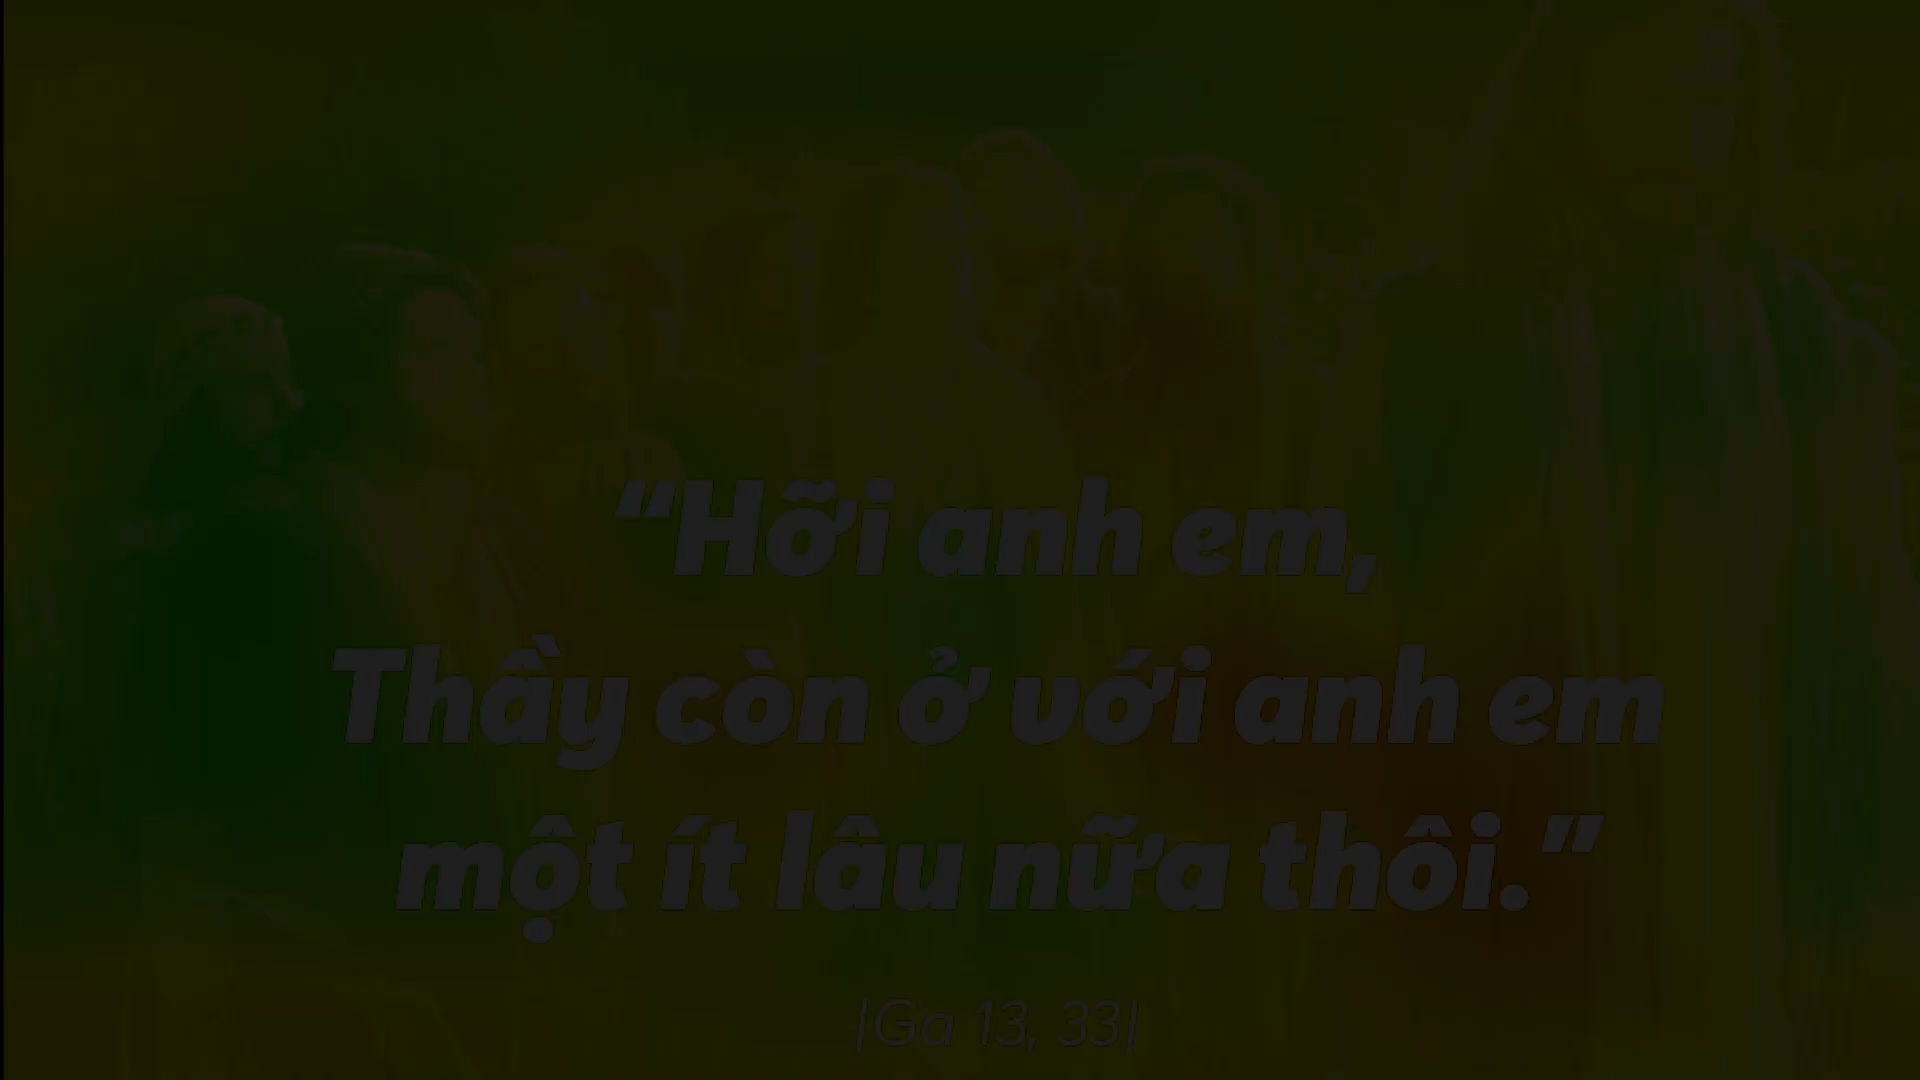 “Hỡi anh em,
Thầy còn ở với anh em
một ít lâu nữa thôi.”
|Ga 13, 33|